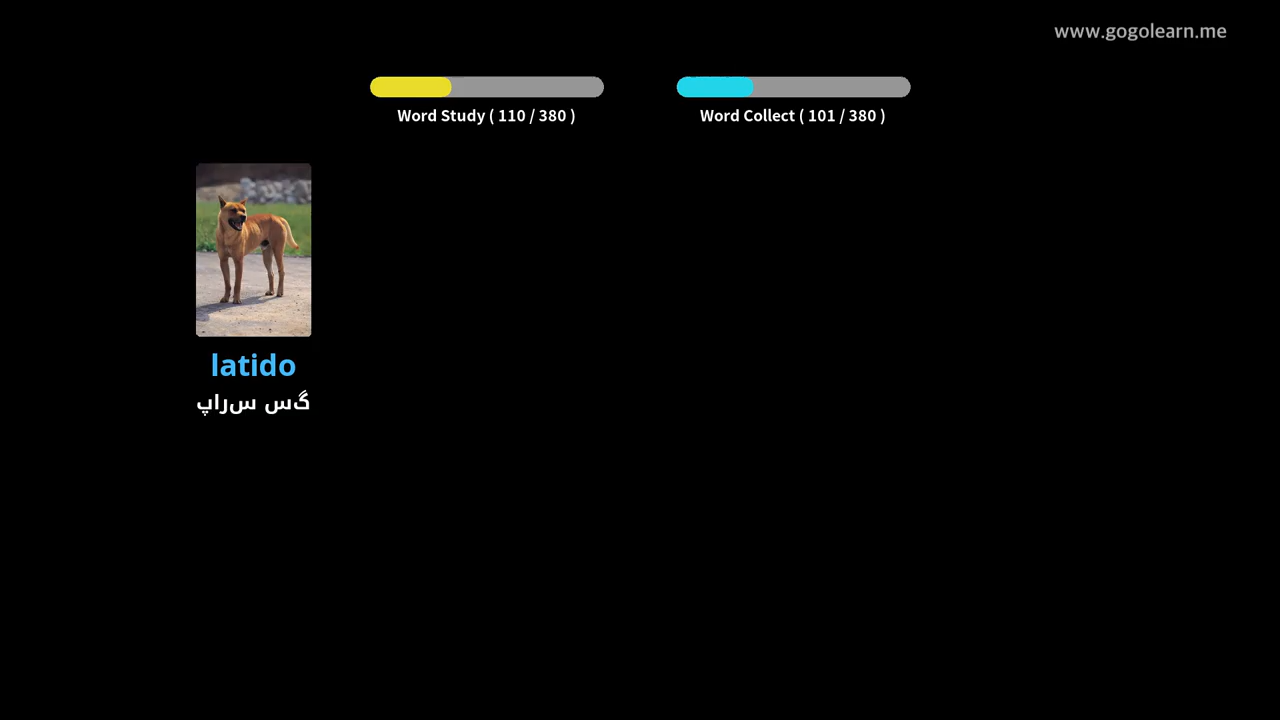 www.gogolearn.me
Word Study ( 110 / 380 )
Word Collect ( 101 / 380 )
latido
گس سراپ